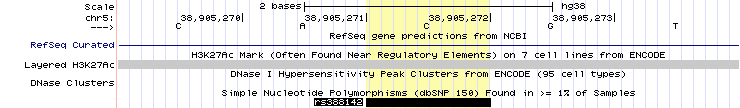 Scale 2 bases hg38
chr5: 38,905,270 38,905,271 38,905,272 38,905,273
---> C A C G T
RefSeq gene predictions from NCBI
RefSeq Curated
H3K27Ac Mark (Often Found Near Regulatory Elements) on 7 cell lines from ENCODE
Layered H3K27Ac
DNase I Hypersensitivity Peak Clusters from ENCODE (95 cell types)
DNase Clusters
Simple Nucleotide Polymorphisms (dbSNP 150) Found in >= 1% of Samples
rs388142